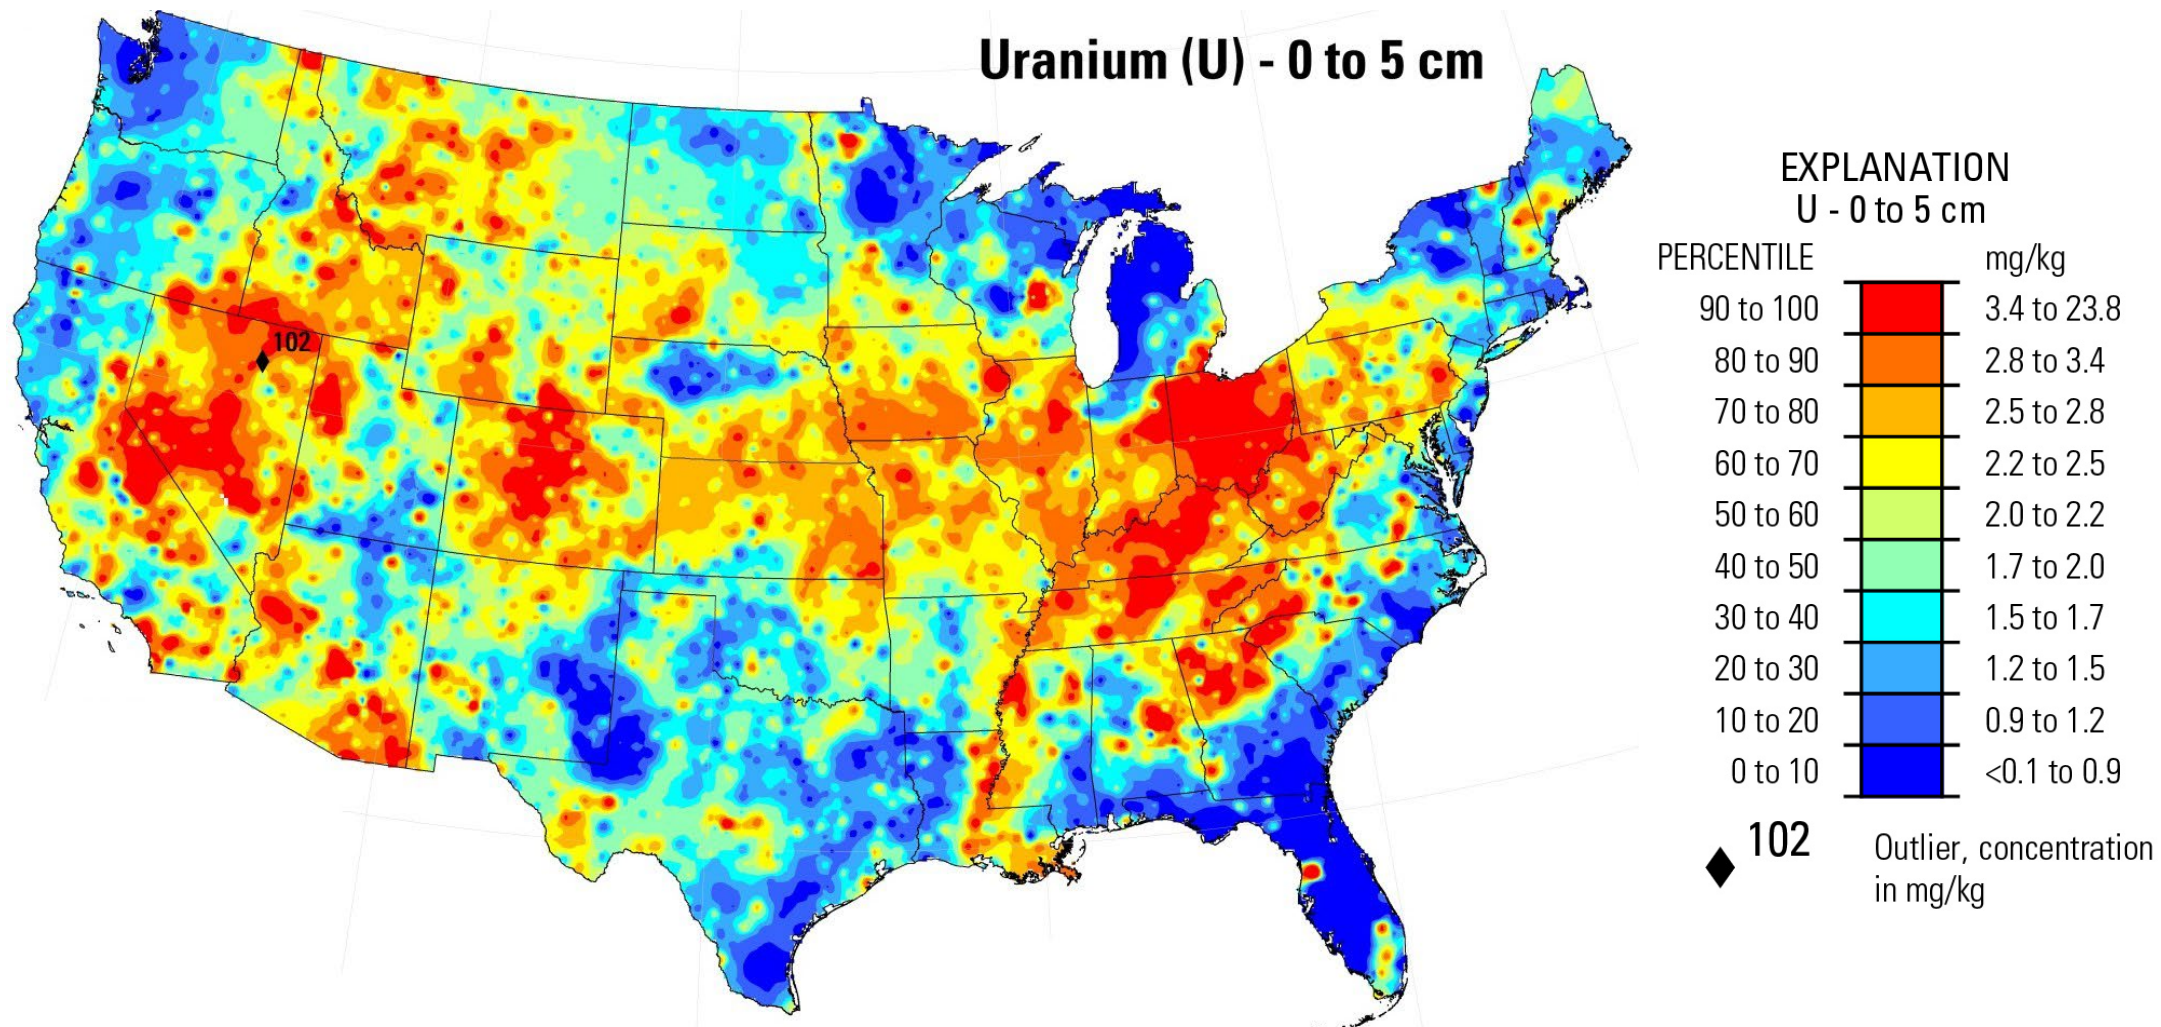 Uranium (U) - 0 to 5 cm
102
EXPLANATION
U - 0 to 5 cm
PERCENTILE mg/kg
90 to 100 3.4 to 23.8
80 to 90 2.8 to 3.4
70 to 80 2.5 to 2.8
60 to 70 2.2 to 2.5
50 to 60 2.0 to 2.2
40 to 50 1.7 to 2.0
30 to 40 1.5 to 1.7
20 to 30 1.2 to 1.5
10 to 20 0.9 to 1.2
0 to 10 <0.1 to 0.9
102 Outlier, concentration
in mg/kg